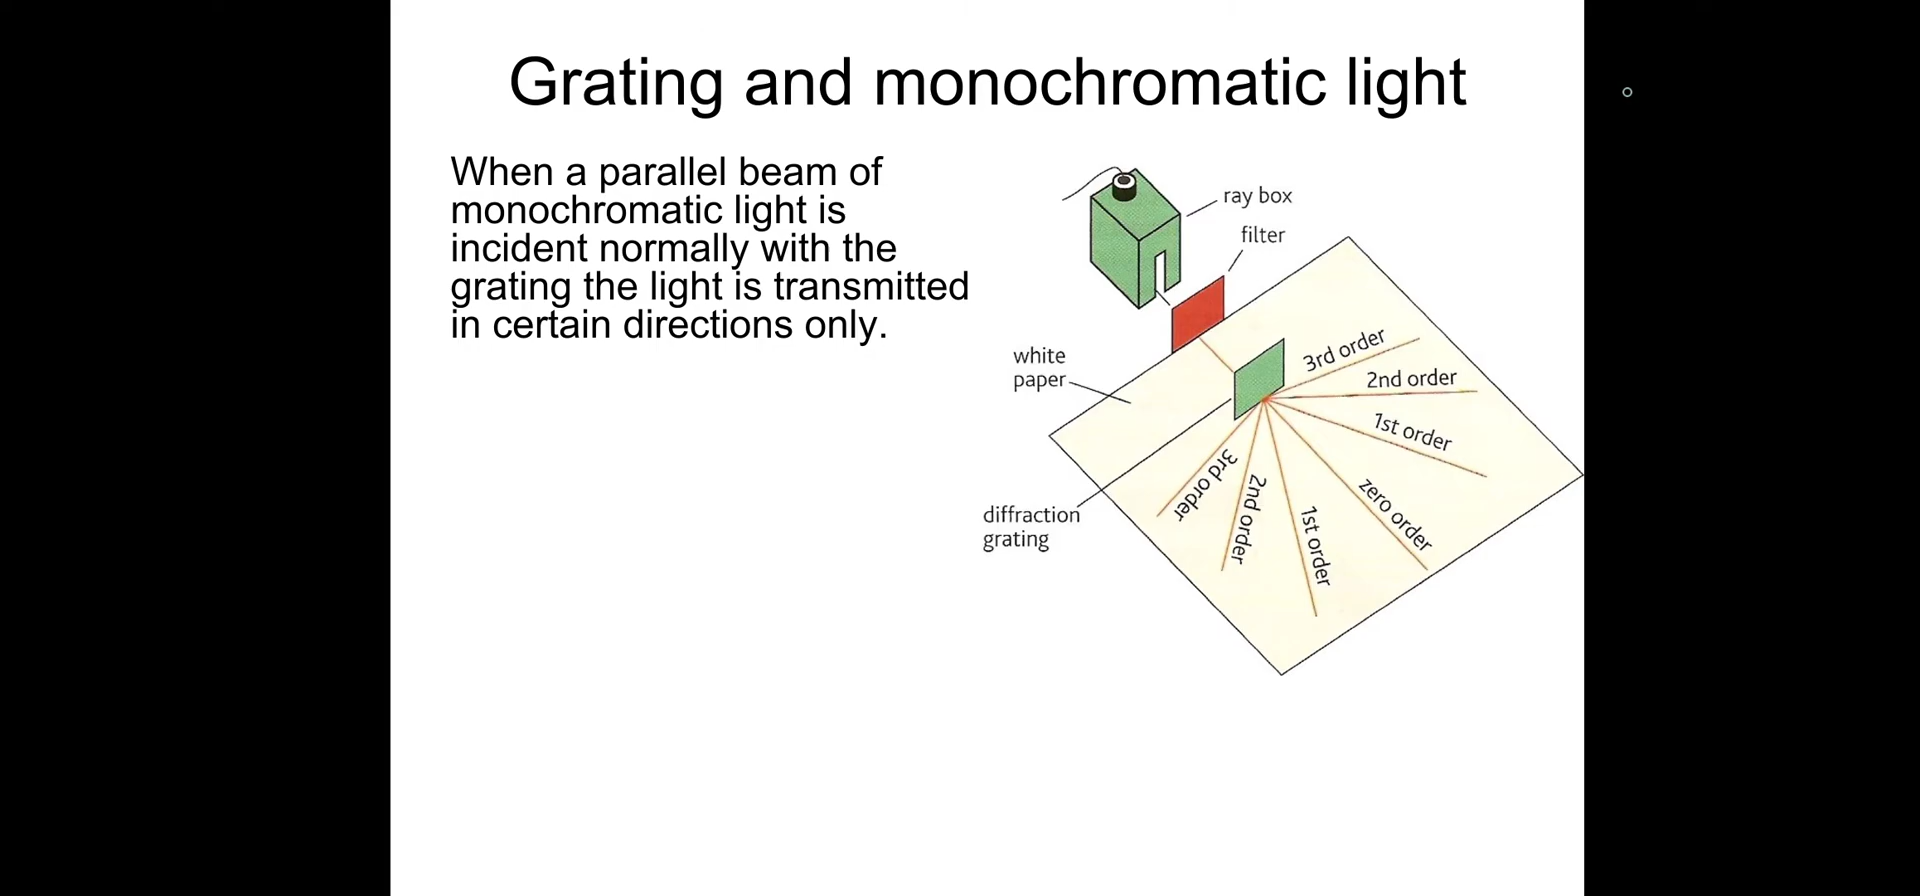 Grating and monochromatic light
When a parallel beam of
monochromatic light is
incident normally with the
grating the light is transmitted
in certain directions only.
ray box
filter
white
paper
3rd order
2nd order
1st order
zero order
1st order
2nd order
3rd order
diffraction
grating